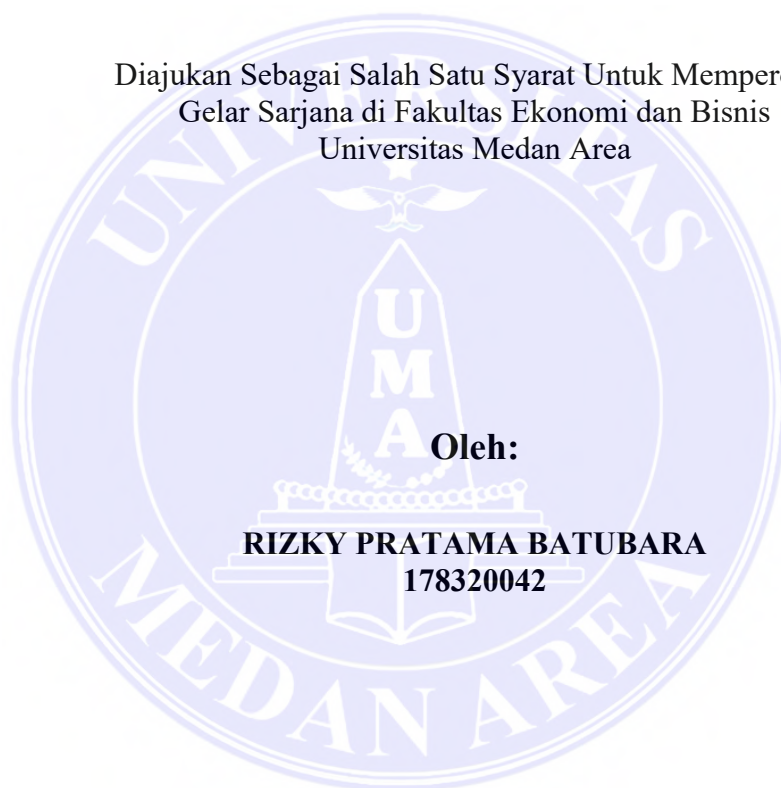 Diajukan Sebagai Salah Satu Syarat Untuk Memper
Gelar Sarjana di Fakultas Ekonomi dan Bisnis
Universitas Medan Area
UNIVERSITAS
U
M
A
Oleh:
RIZKY PRATAMA BATUBARA
178320042
MEDAN AREA